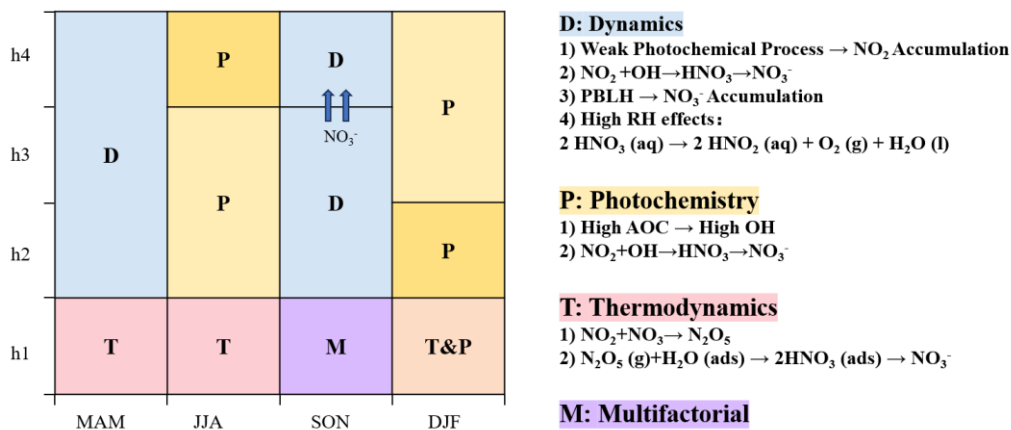 h4
P
D
P
NO₃⁻
h3
D
P
D
h2
P
h1
T
T
M
T&P
MAM
JJA
SON
DJF
D: Dynamics
1) Weak Photochemical Process → NO₂ Accumulation
2) NO₂ +OH→HNO₃→NO₃⁻
3) PBLH → NO₃⁻ Accumulation
4) High RH effects：
2 HNO₃ (aq) → 2 HNO₂ (aq) + O₂ (g) + H₂O (l)
P: Photochemistry
1) High AOC → High OH
2) NO₂+OH→HNO₃→NO₃⁻
T: Thermodynamics
1) NO₂+NO₃→ N₂O₅
2) N₂O₅ (g)+H₂O (ads) → 2HNO₃ (ads) → NO₃⁻
M: Multifactorial